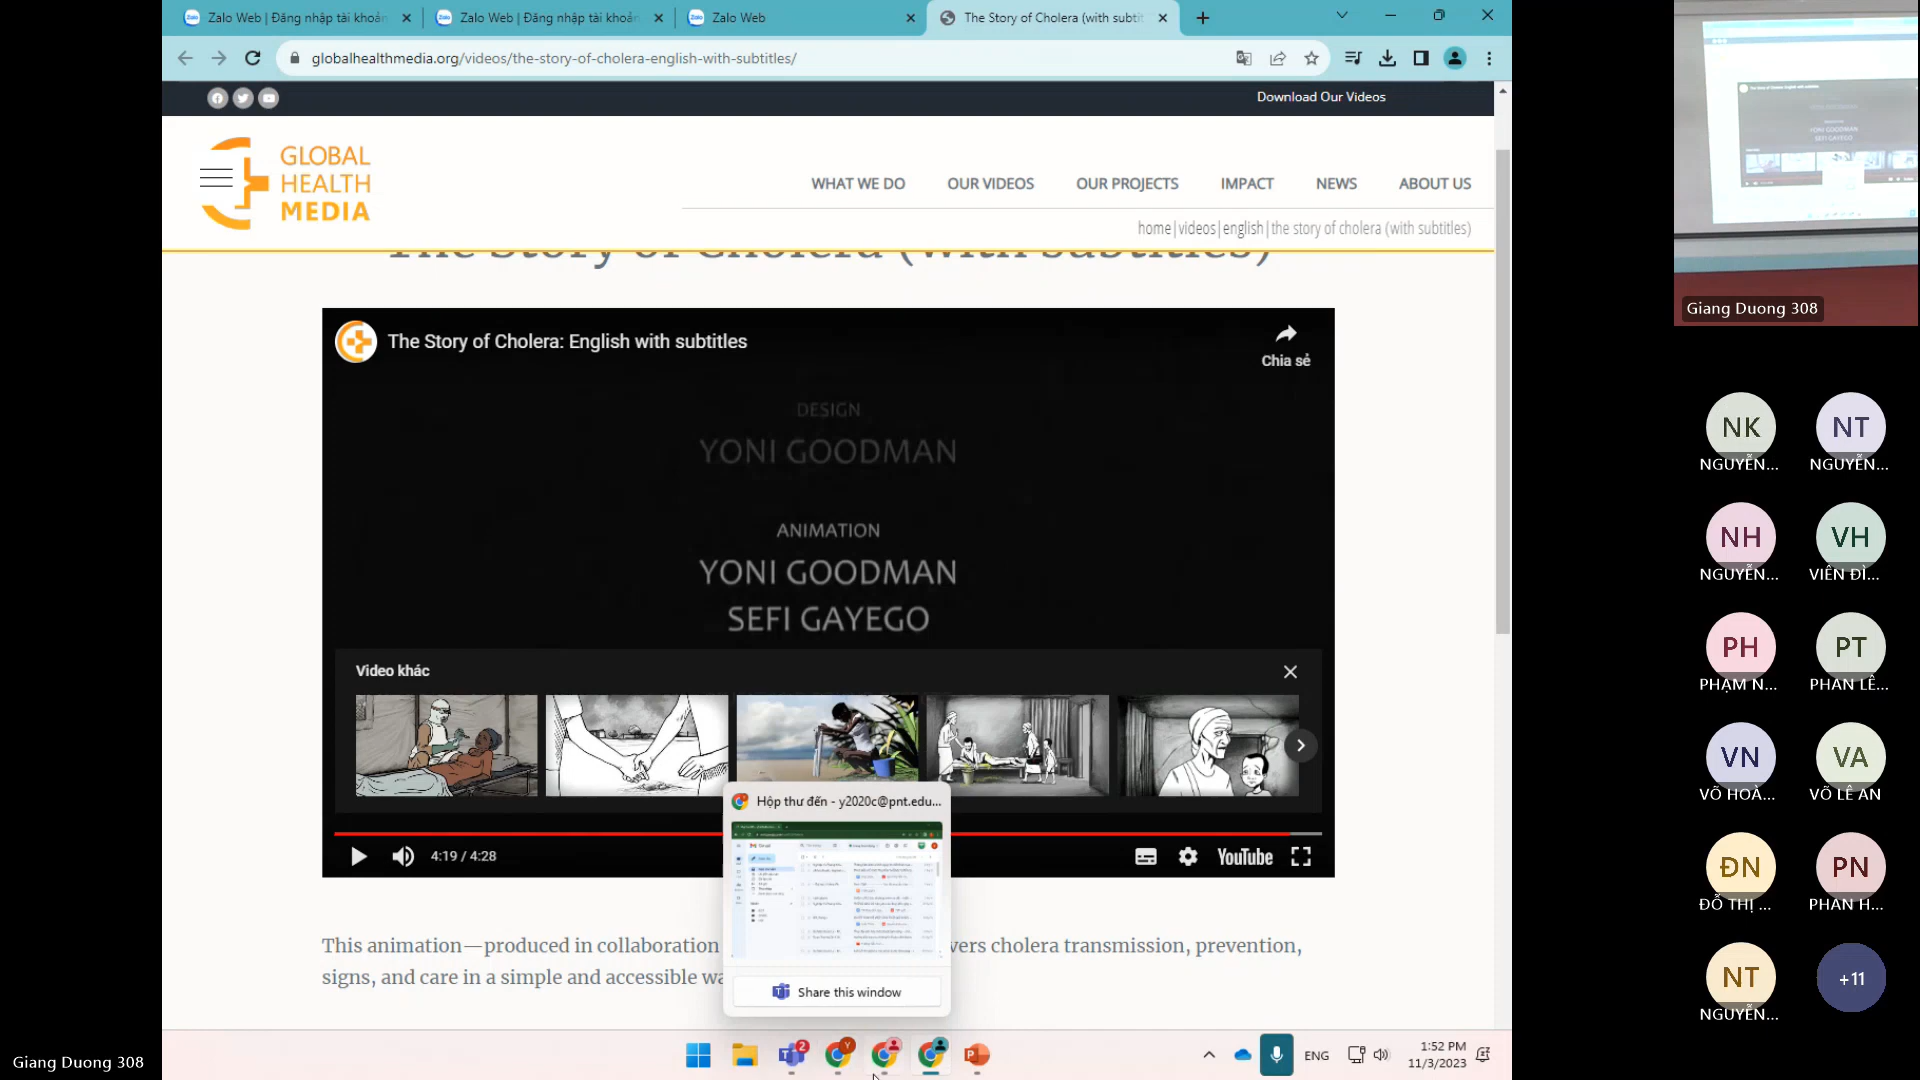 Zalo Web | Đăng nhập tài khoản
Zalo Web | Đăng nhập tài khoản
Zalo Web
The Story of Cholera (with subtit
globalhealthmedia.org/videos/the-story-of-cholera-english-with-subtitles/
Download Our Videos
GLOBAL
HEALTH
MEDIA
WHAT WE DO
OUR VIDEOS
OUR PROJECTS
IMPACT
NEWS
ABOUT US
home|videos|english|the story of cholera (with subtitles)
The Story of Cholera (with subtitles)
The Story of Cholera: English with subtitles
Chia sẻ
DESIGN
YONI GOODMAN
ANIMATION
YONI GOODMAN
SEFI GAYEGO
Video khác
4:19 / 4:28
YouTube
Hộp thư đến - y2020c@pnt.edu...
Share this window
This animation—produced in collaboration
vers cholera transmission, prevention,
signs, and care in a simple and accessible wa
ENG
1:52 PM
11/3/2023
Giang Duong 308
Giang Duong 308
NK
NGUYỄN...
NT
NGUYỄN...
NH
NGUYỄN...
VH
VIÊN ĐÌ...
PH
PHẠM N...
PT
PHAN LÊ...
VN
VÕ HOÀ...
VA
VÕ LÊ AN
ĐN
ĐỖ THỊ ...
PN
PHAN H...
NT
NGUYỄN...
+11